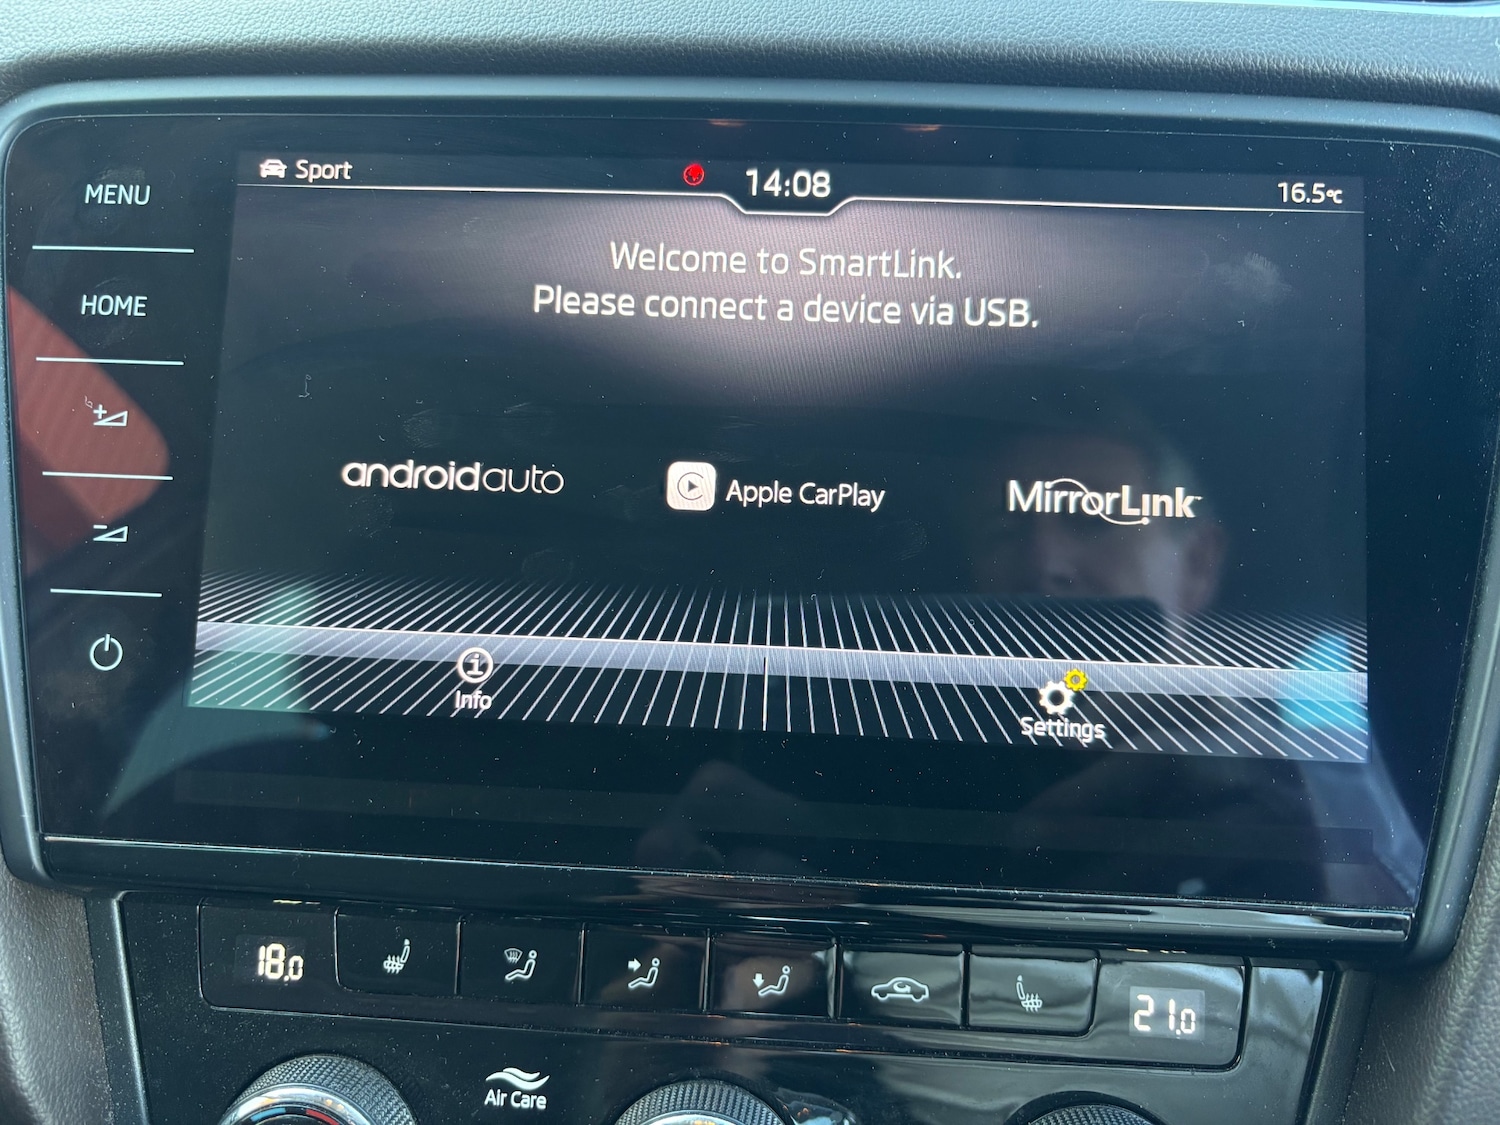 MENU
HOME
Sport
14:08
16.5°C
Welcome to SmartLink.
Please connect a device via USB.
androidauto
Apple CarPlay
MirrorLink™
Info
Settings
18.0
21.0
Air Care